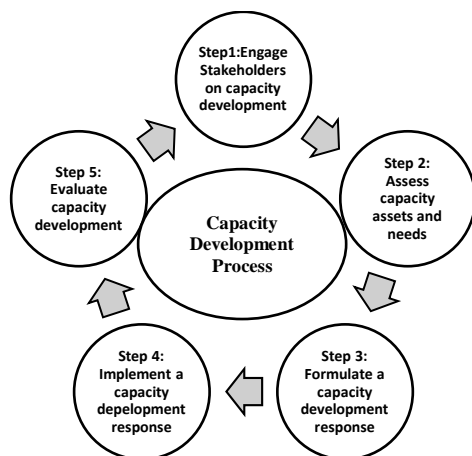 Step1:Engage
Stakeholders
on capacity
development
Step 2:
Assess
capacity
assets and
needs
Step 3:
Formulate a
capacity
development
response
Step 4:
Implement a
capacity
depelopment
response
Step 5:
Evaluate
capacity
development
Capacity
Development
Process